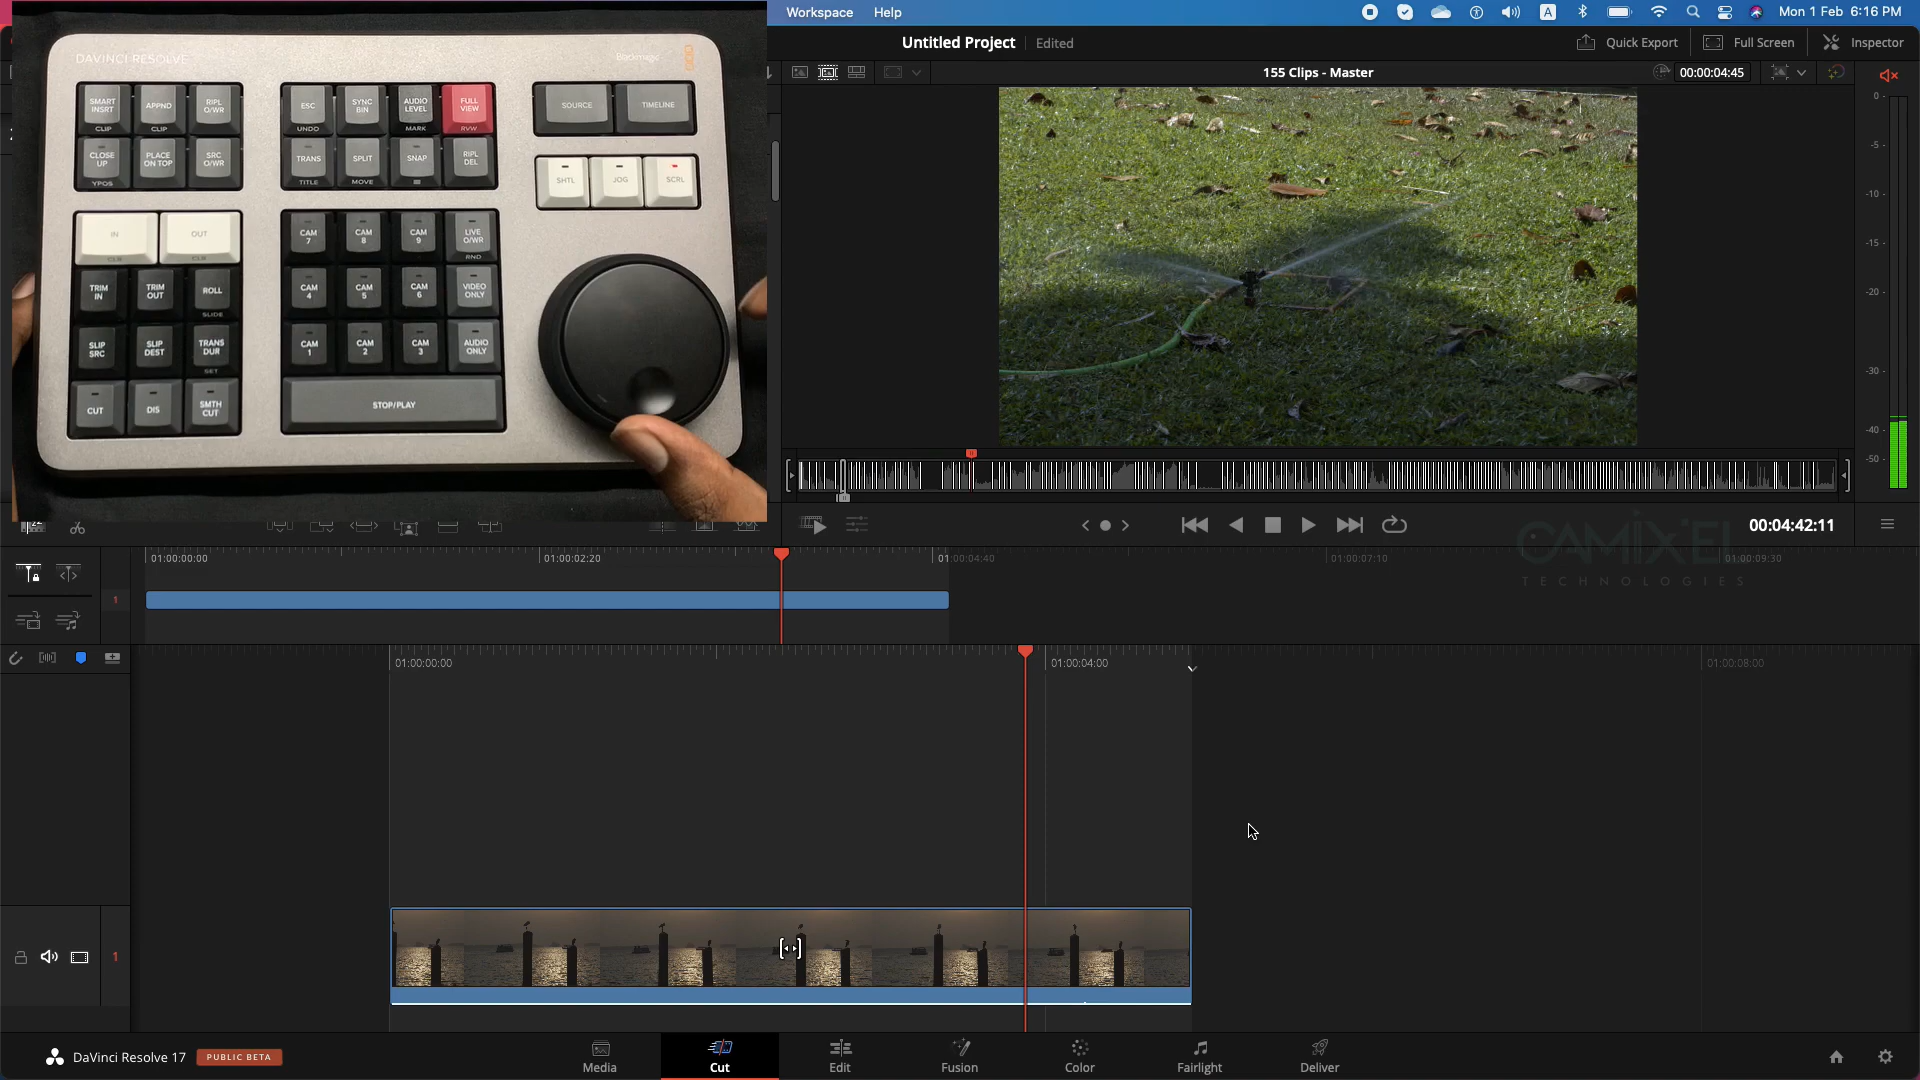 Workspace Help
Mon 1 Feb 6:16 PM
Untitled Project Edited
Quick Export Full Screen Inspector
155 Clips - Master
00:00:04:45
DAVINCI RESOLVE
Blackmagic
SMART INSRT
CLIP
APPND
CLIP
RIPL O/WR
ESC
UNDO
SYNC BIN
AUDIO LEVEL
MARK
FULL VIEW
RVW
SOURCE
TIMELINE
CLOSE UP
YPOS
PLACE ON TOP
SRC O/WR
TRANS
TITLE
SPLIT
MOVE
SNAP
RIPL DEL
SHTL
JOG
SCRL
IN
CLR
OUT
CLR
CAM 7
CAM 8
CAM 9
LIVE O/WR
RND
TRIM IN
TRIM OUT
ROLL
SLIDE
CAM 4
CAM 5
CAM 6
VIDEO ONLY
SLIP SRC
SLIP DEST
TRANS DUR
SET
CAM 1
CAM 2
CAM 3
AUDIO ONLY
CUT
DIS
SMTH CUT
STOP/PLAY
0
-5
-10
-15
-20
-30
-40
-50
00:04:42:11
CAMIXEL
TECHNOLOGIES
01:00:00:00
01:00:02:20
01:00:04:40
01:00:07:10
01:00:09:30
1
01:00:00:00
01:00:04:00
01:00:08:00
1
DaVinci Resolve 17 PUBLIC BETA
Media
Cut
Edit
Fusion
Color
Fairlight
Deliver